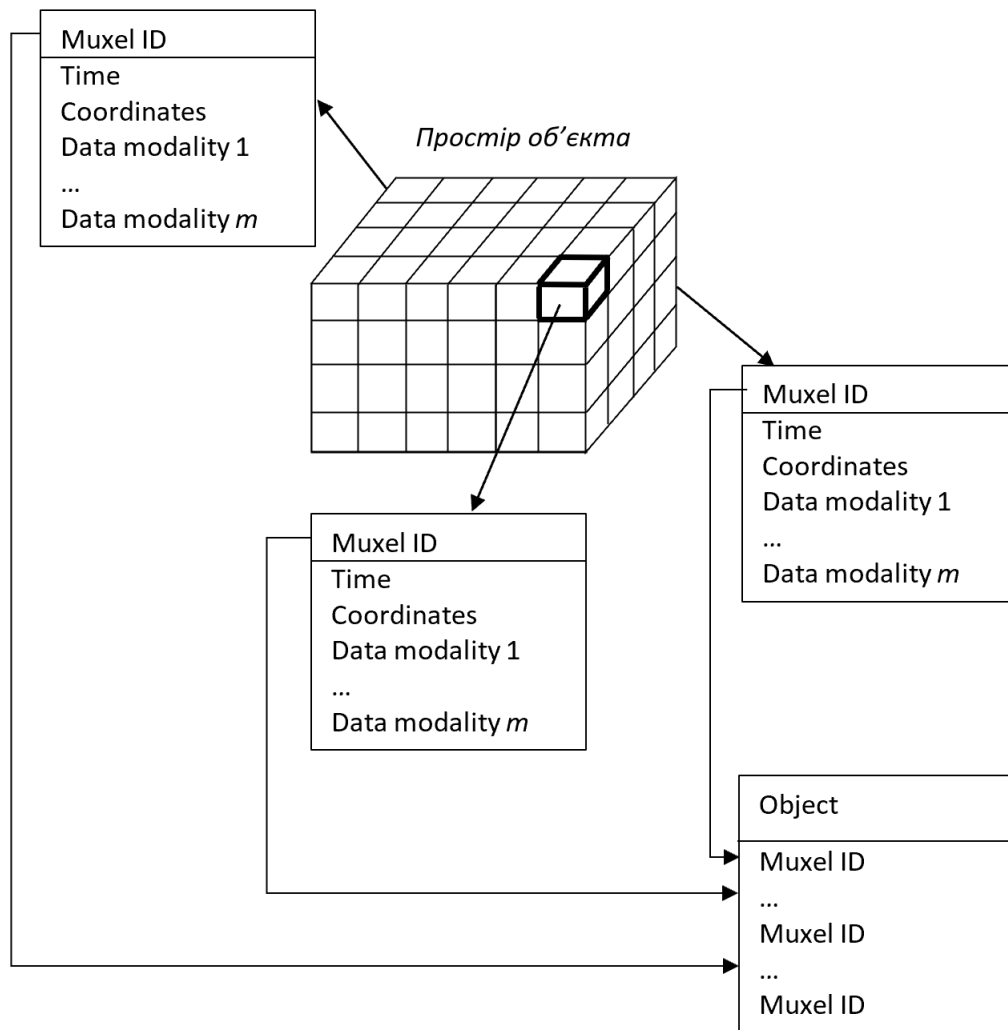 Muxel ID
Time
Coordinates
Data modality 1
...
Data modality m
Простір об’єкта
Muxel ID
Time
Coordinates
Data modality 1
...
Data modality m
Muxel ID
Time
Coordinates
Data modality 1
...
Data modality m
Object
Muxel ID
...
Muxel ID
...
Muxel ID